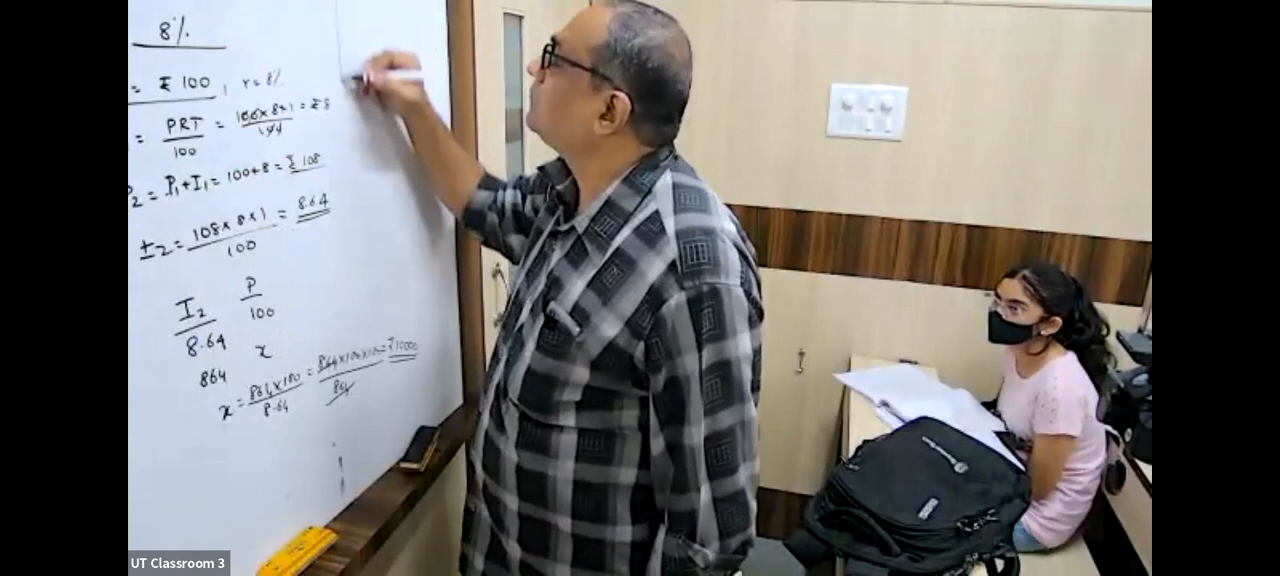 8%
= ₹ 100, r = 8%
= PRT/100 = 100×8×1/100 = ₹8
P₂ = P₁ + I₁ = 100+8 = ₹ 108
I₂ = 108×8×1/100 = 8.64
I₂ P
8.64 100
864 x
x = 864×100/8.64 = 864×100×100/864 = ₹10000
UT Classroom 3